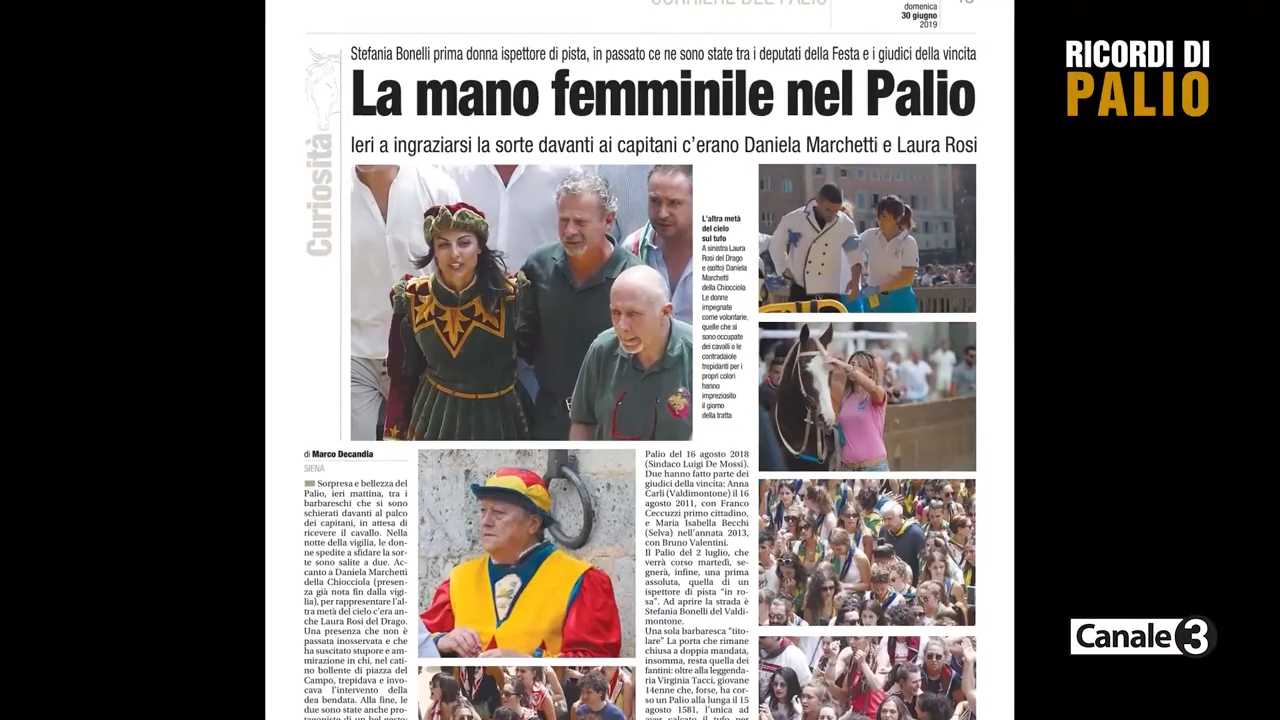 CORRIERE DEL PALIO
domenica
30 giugno
2019
RICORDI DI
PALIO
Stefania Bonelli prima donna ispettore di pista, in passato ce ne sono state tra i deputati della Festa e i giudici della vincita
La mano femminile nel Palio
Ieri a ingraziarsi la sorte davanti ai capitani c'erano Daniela Marchetti e Laura Rosi
Curiosità
L'altra metà
del cielo
sul tufo
A sinistra Laura
Rosi del Drago
e (sotto) Daniela
Marchetti
della Chiocciola
Le donne
impegnate
come volontarie,
quelle che si
sono occupate
dei cavalli o le
contradaiole
trepidanti per i
propri colori
hanno
impreziosito
il giorno
della tratta
di Marco Decandia
SIENA
Sorpresa e bellezza del
Palio, ieri mattina, tra i
barbareschi che si sono
schierati davanti al palco
dei capitani, in attesa di
ricevere il cavallo. Nella
notte della vigilia, le don-
ne spedite a sfidare la sor-
te sono salite a due. Ac-
canto a Daniela Marchetti
della Chiocciola (presen-
za già nota fin dalla vigi-
lia), per rappresentare l'al-
tra metà del cielo c'era an-
che Laura Rosi del Drago.
Una presenza che non è
passata inosservata e che
ha suscitato stupore e am-
mirazione in chi, nel cati-
no bollente di piazza del
Campo, trepidava e invo-
cava l'intervento della
dea bendata. Alla fine, le
due sono state anche pro-
tagoniste di un bel gesto:
Palio del 16 agosto 2018
(Sindaco Luigi De Mossi).
Due hanno fatto parte dei
giudici della vincita: Anna
Carli (Valdimontone) il 16
agosto 2011, con Franco
Ceccuzzi primo cittadino,
e Maria Isabella Becchi
(Selva) nell'annata 2013,
con Bruno Valentini.
Il Palio del 2 luglio, che
verrà corso martedì, se-
gnerà, infine, una prima
assoluta, quella di un
ispettore di pista "in ro-
sa". Ad aprire la strada è
Stefania Bonelli del Valdi-
montone.
Una sola barbaresca "tito-
lare" La porta che rimane
chiusa a doppia mandata,
insomma, resta quella dei
fantini: oltre alla leggenda-
ria Virginia Tacci, giovane
14enne che, forse, ha cor-
so un Palio alla lunga il 15
agosto 1581, l'unica ad
aver calcato il tufo per
Canale 3